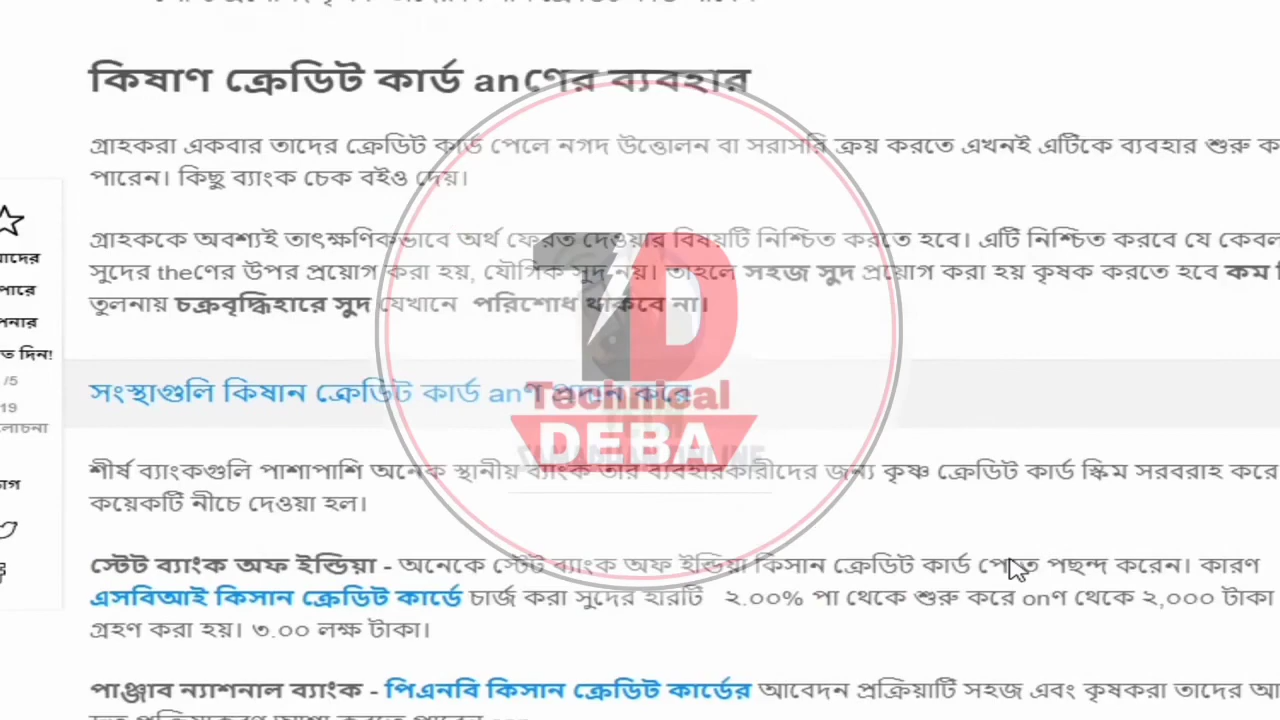 কিষাণ ক্রেডিট কার্ড anণের ব্যবহার
গ্রাহকরা একবার তাদের ক্রেডিট কার্ড পেলে নগদ উত্তোলন বা সরাসরি ক্রয় করতে এখনই এটিকে ব্যবহার শুরু
পারেন। কিছু ব্যাংক চেক বইও দেয়।
গ্রাহককে অবশ্যই তাৎক্ষণিকভাবে অর্থ ফেরত দেওয়ার বিষয়টি নিশ্চিত করতে হবে। এটি নিশ্চিত করবে যে কেবল
সুদের theণের উপর প্রয়োগ করা হয়, যৌগিক সুদ নয়। তাহলে সহজ সুদ প্রয়োগ করা হয় কৃষক করতে হবে কম
তুলনায় চক্রবৃদ্ধিহারে সুদ যেখানে পরিশোধ থাকবে না।
সংস্থাগুলি কিষান ক্রেডিট কার্ড anণ প্রদান করে
Technical
DEBA
শীর্ষ ব্যাংকগুলি পাশাপাশি অনেক স্থানীয় ব্যাংক তার ব্যবহারকারীদের জন্য কৃষ্ণ ক্রেডিট কার্ড স্কিম সরবরাহ করে
কয়েকটি নীচে দেওয়া হল।
স্টেট ব্যাংক অফ ইন্ডিয়া - অনেকে স্টেট ব্যাংক অফ ইন্ডিয়া কিসান ক্রেডিট কার্ড পেতে পছন্দ করেন। কারণ
এসবিআই কিসান ক্রেডিট কার্ডে চার্জ করা সুদের হারটি ২.০০% পা থেকে শুরু করে onণ থেকে ২,০০০ টাকা
গ্রহণ করা হয়। ৩.০০ লক্ষ টাকা।
পাঞ্জাব ন্যাশনাল ব্যাংক - পিএনবি কিসান ক্রেডিট কার্ডের আবেদন প্রক্রিয়াটি সহজ এবং কৃষকরা তাদের
ত দিন!
/5
19